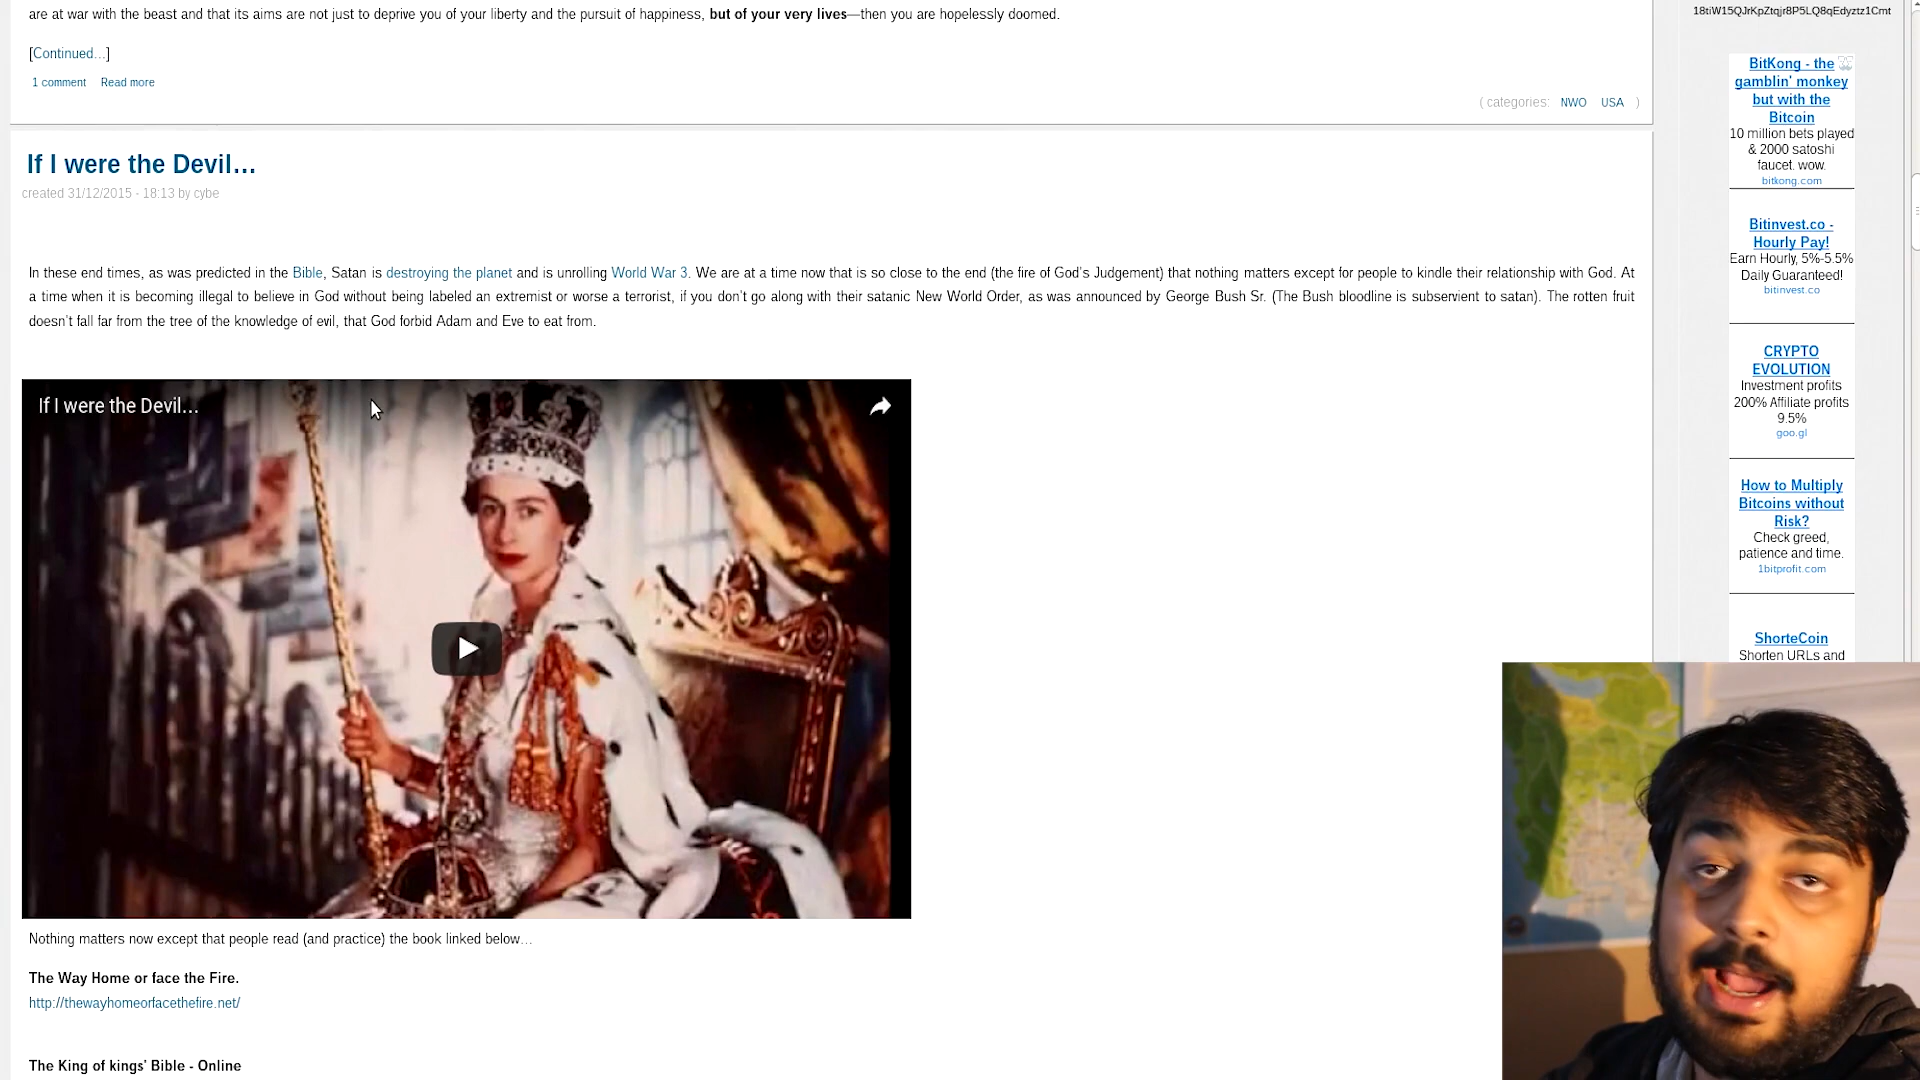 are at war with the beast and that its aims are not just to deprive you of your liberty and the pursuit of happiness, but of your very lives—then you are hopelessly doomed.
[Continued...]
1 comment Read more
( categories: NWO USA )
If I were the Devil...
created 31/12/2015 - 18:13 by cybe
In these end times, as was predicted in the Bible, Satan is destroying the planet and is unrolling World War 3. We are at a time now that is so close to the end (the fire of God's Judgement) that nothing matters except for people to kindle their relationship with God. At
a time when it is becoming illegal to believe in God without being labeled an extremist or worse a terrorist, if you don't go along with their satanic New World Order, as was announced by George Bush Sr. (The Bush bloodline is subservient to satan). The rotten fruit
doesn't fall far from the tree of the knowledge of evil, that God forbid Adam and Eve to eat from.
If I were the Devil...
Nothing matters now except that people read (and practice) the book linked below...
The Way Home or face the Fire.
http://thewayhomeorfacethefire.net/
The King of kings' Bible - Online
18tiW15QJrKpZtqjr8P5LQ8qEdyztz1Cmt
BitKong - the
gamblin' monkey
but with the
Bitcoin
10 million bets played
& 2000 satoshi
faucet. wow.
bitkong.com
Bitinvest.co -
Hourly Pay!
Earn Hourly, 5%-5.5%
Daily Guaranteed!
bitinvest.co
CRYPTO
EVOLUTION
Investment profits
200% Affiliate profits
9.5%
goo.gl
How to Multiply
Bitcoins without
Risk?
Check greed,
patience and time.
1bitprofit.com
ShorteCoin
Shorten URLs and